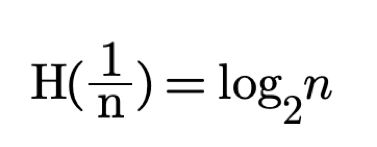 H(1/n) = log₂n